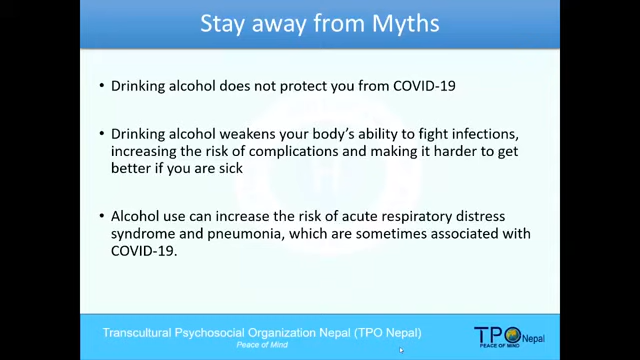 Stay away from Myths
• Drinking alcohol does not protect you from COVID-19
• Drinking alcohol weakens your body's ability to fight infections,
increasing the risk of complications and making it harder to get
better if you are sick
• Alcohol use can increase the risk of acute respiratory distress
syndrome and pneumonia, which are sometimes associated with
COVID-19.
Transcultural Psychosocial Organization Nepal (TPO Nepal)
Peace of Mind
TPO Nepal
PEACE OF MIND